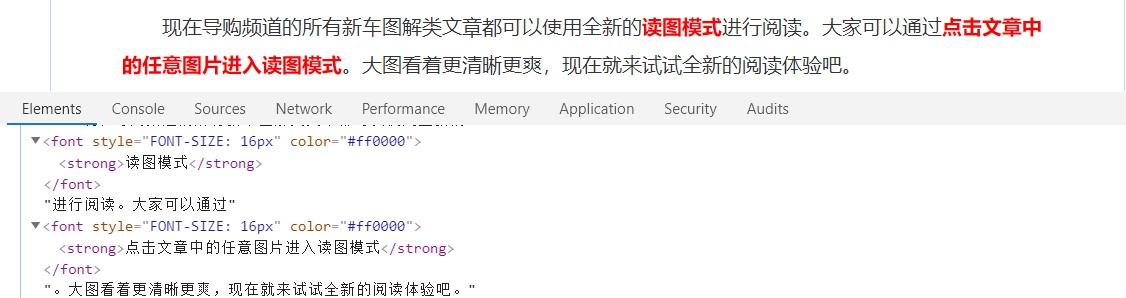 现在导购频道的所有新车图解类文章都可以使用全新的读图模式进行阅读。大家可以通过点击文章中
的任意图片进入读图模式。大图看着更清晰更爽，现在就来试试全新的阅读体验吧。
Elements Console Sources Network Performance Memory Application Security Audits
<font style="FONT-SIZE: 16px" color="#ff0000">
<strong>读图模式</strong>
</font>
"进行阅读。大家可以通过"
<font style="FONT-SIZE: 16px" color="#ff0000">
<strong>点击文章中的任意图片进入读图模式</strong>
</font>
"。大图看着更清晰更爽，现在就来试试全新的阅读体验吧。"